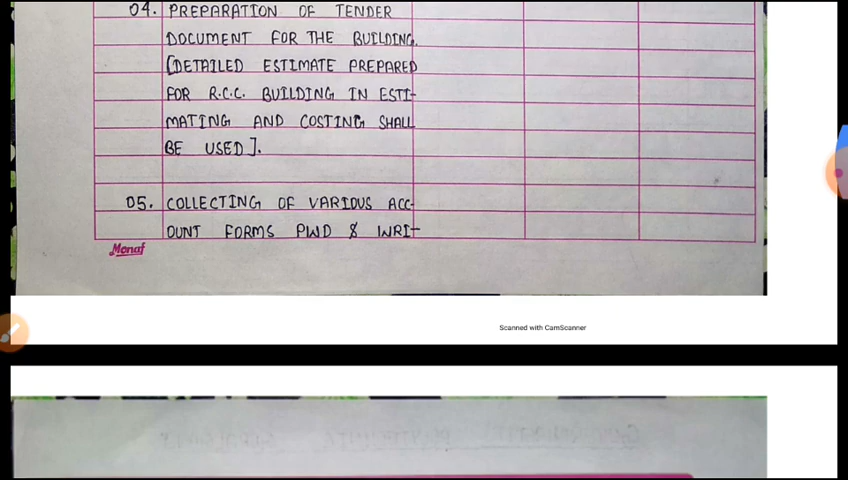 04. PREPARATION OF TENDER
DOCUMENT FOR THE BUILDING.
[DETAILED ESTIMATE PREPARED
FOR R.C.C. BUILDING IN ESTI-
MATING AND COSTING SHALL
BE USED].
05. COLLECTING OF VARIOUS ACC-
OUNT FORMS PWD & WRI-
Monaf
Scanned with CamScanner